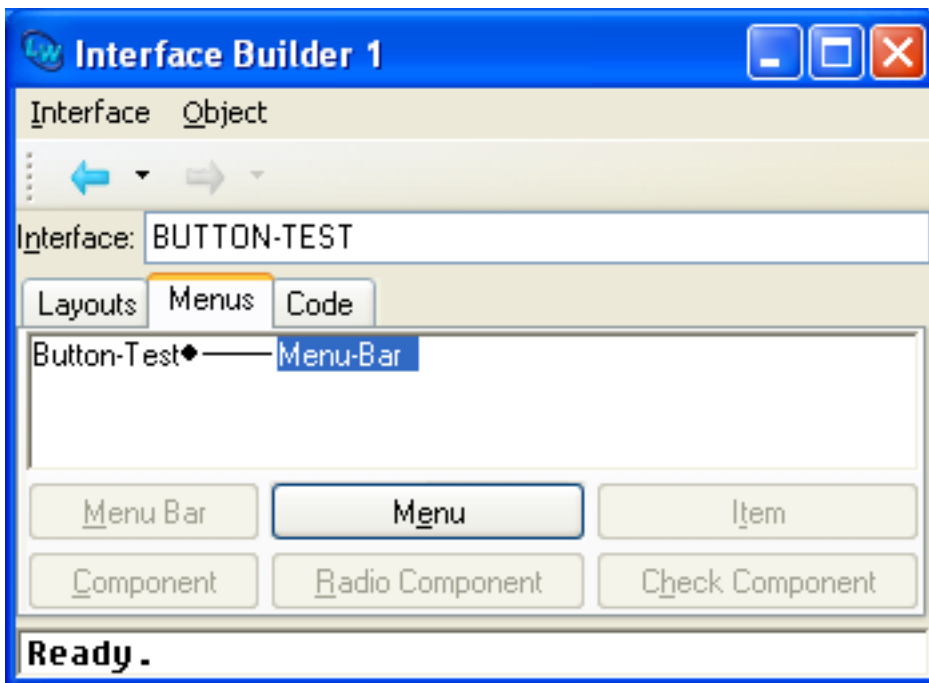 LW Interface Builder 1
Interface Object
Interface: BUTTON-TEST
Layouts Menus Code
Button-Test Menu-Bar
Menu Bar Menu Item
Component Radio Component Check Component
Ready.